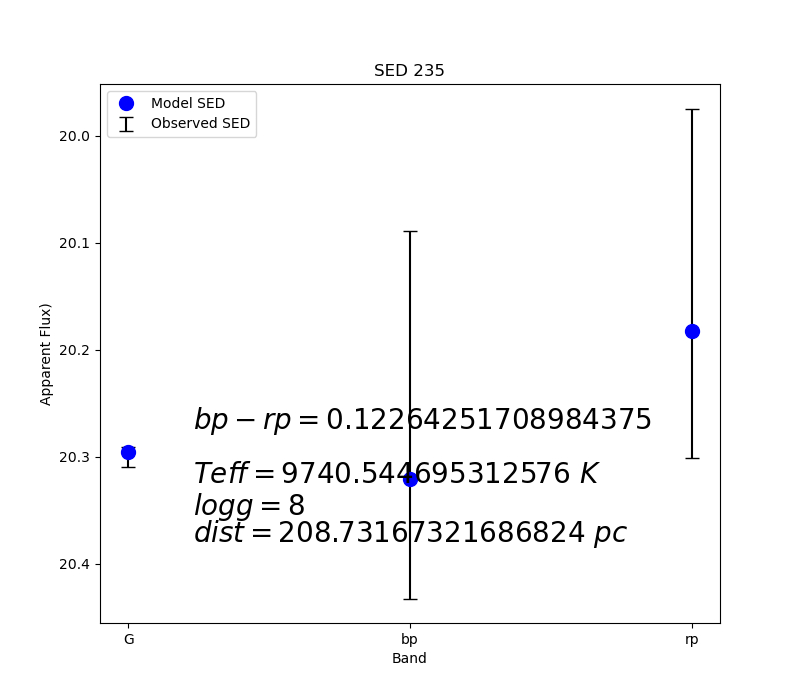 SED 235
Model SED
Observed SED
20.0
20.1
20.2
20.3
20.4
Apparent Flux)
bp − rp = 0.12264251708984375
Teff = 9740.544695312576 K
logg = 8
dist = 208.73167321686824 pc
G
bp
rp
Band